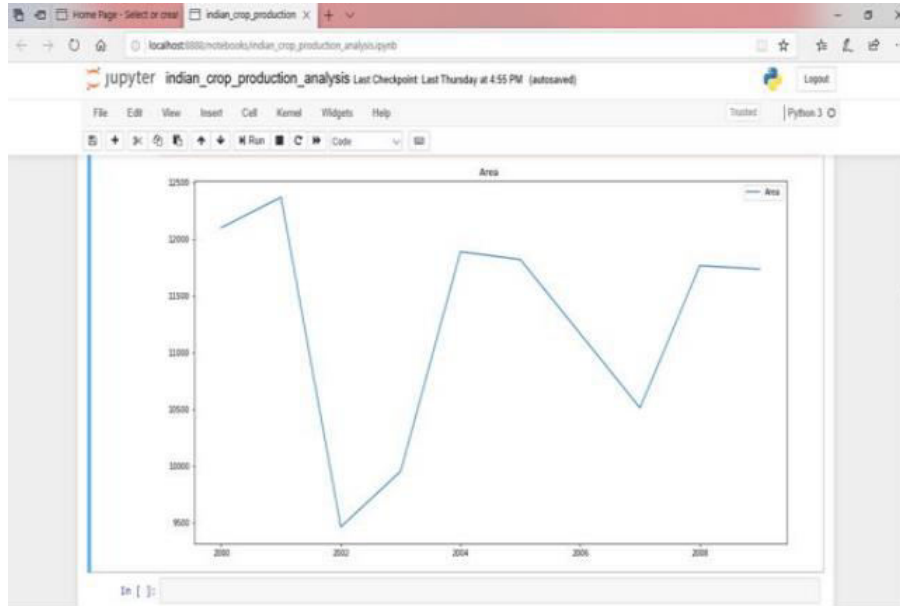 Home Page - Select or creat
indian_crop_production
localhost:8888/notebooks/indian_crop_production_analysis.ipynb
jupyter indian_crop_production_analysis Last Checkpoint: Last Thursday at 4:55 PM (autosaved)
Logout
File Edit View Insert Cell Kernel Widgets Help
Trusted Python 3 O
Run Code
Area
Area
12500
12000
11500
11000
10500
10000
9500
2000 2002 2004 2006 2008
In [ ]: